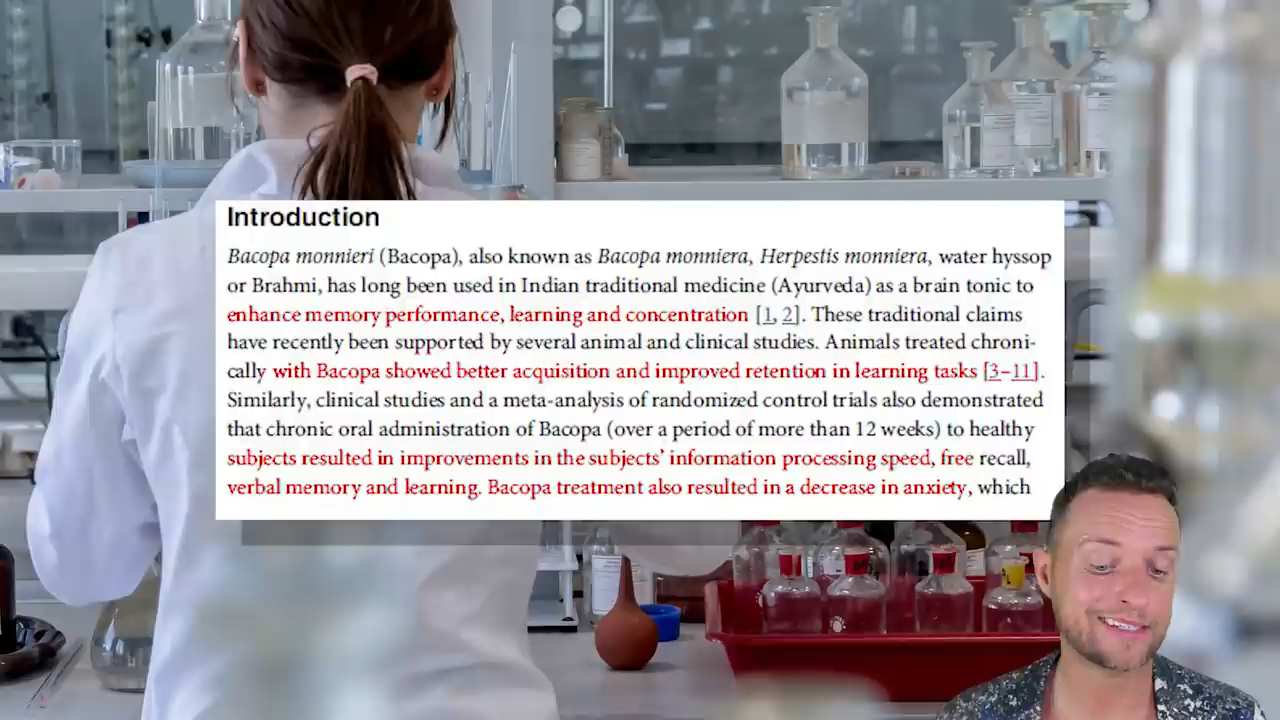 Introduction
Bacopa monnieri (Bacopa), also known as Bacopa monniera, Herpestis monniera, water hyssop
or Brahmi, has long been used in Indian traditional medicine (Ayurveda) as a brain tonic to
enhance memory performance, learning and concentration [1, 2]. These traditional claims
have recently been supported by several animal and clinical studies. Animals treated chroni-
cally with Bacopa showed better acquisition and improved retention in learning tasks [3–11].
Similarly, clinical studies and a meta-analysis of randomized control trials also demonstrated
that chronic oral administration of Bacopa (over a period of more than 12 weeks) to healthy
subjects resulted in improvements in the subjects’ information processing speed, free recall,
verbal memory and learning. Bacopa treatment also resulted in a decrease in anxiety, which